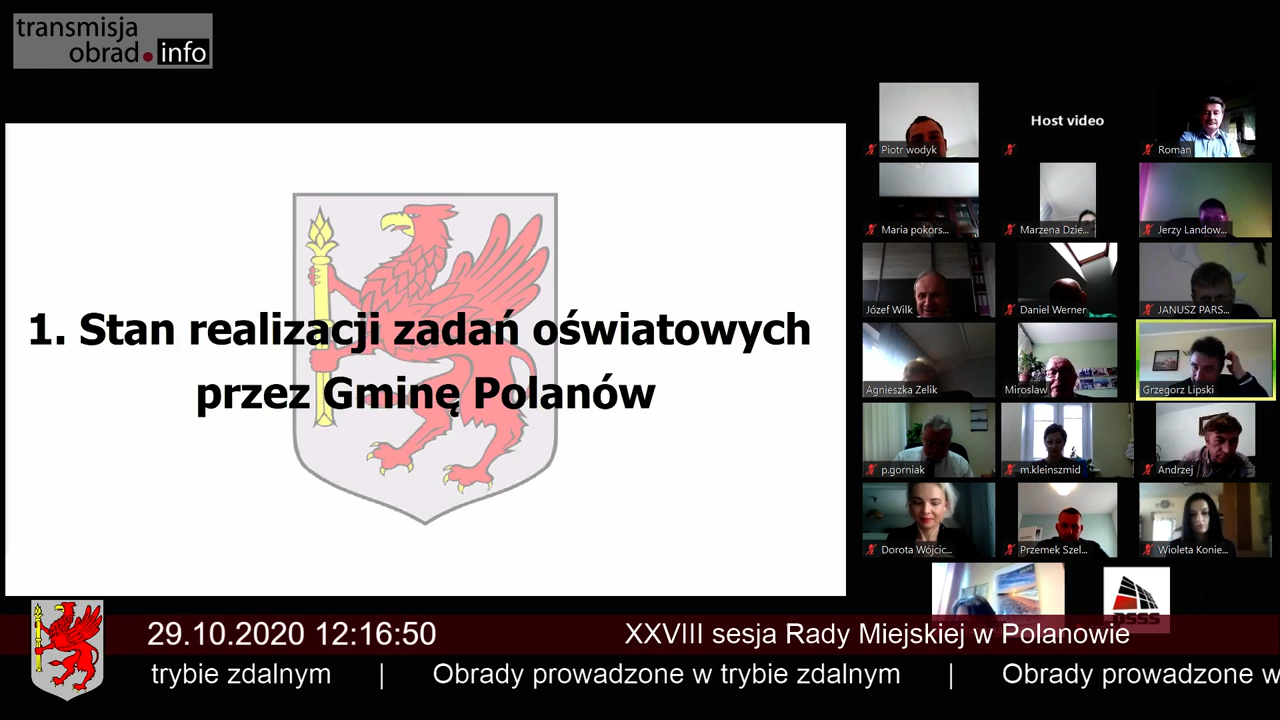 transmisja
obrad.info
1. Stan realizacji zadań oświatowych
przez Gminę Polanów
Piotr wodyk
Host video
Roman
Maria pokors...
Marzena Dzie...
Jerzy Landow...
Józef Wilk
Daniel Werner
JANUSZ PARS...
Agnieszka Zelik
Miroslaw
Grzegorz Lipski
p.gorniak
m.kleinszmid
Andrzej
Dorota Wójcic...
Przemek Szel...
Wioleta Konie...
29.10.2020 12:16:50
XXVIII sesja Rady Miejskiej w Polanowie
trybie zdalnym | Obrady prowadzone w trybie zdalnym | Obrady prowadzone w